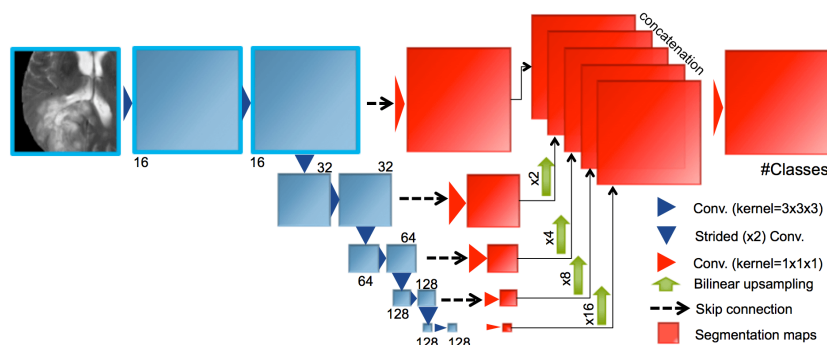 concatenation
16
16
#Classes
32
32
x2
64
64
x4
128
128
x8
128
128
x16
Conv. (kernel=3x3x3)
Strided (x2) Conv.
Conv. (kernel=1x1x1)
Bilinear upsampling
Skip connection
Segmentation maps